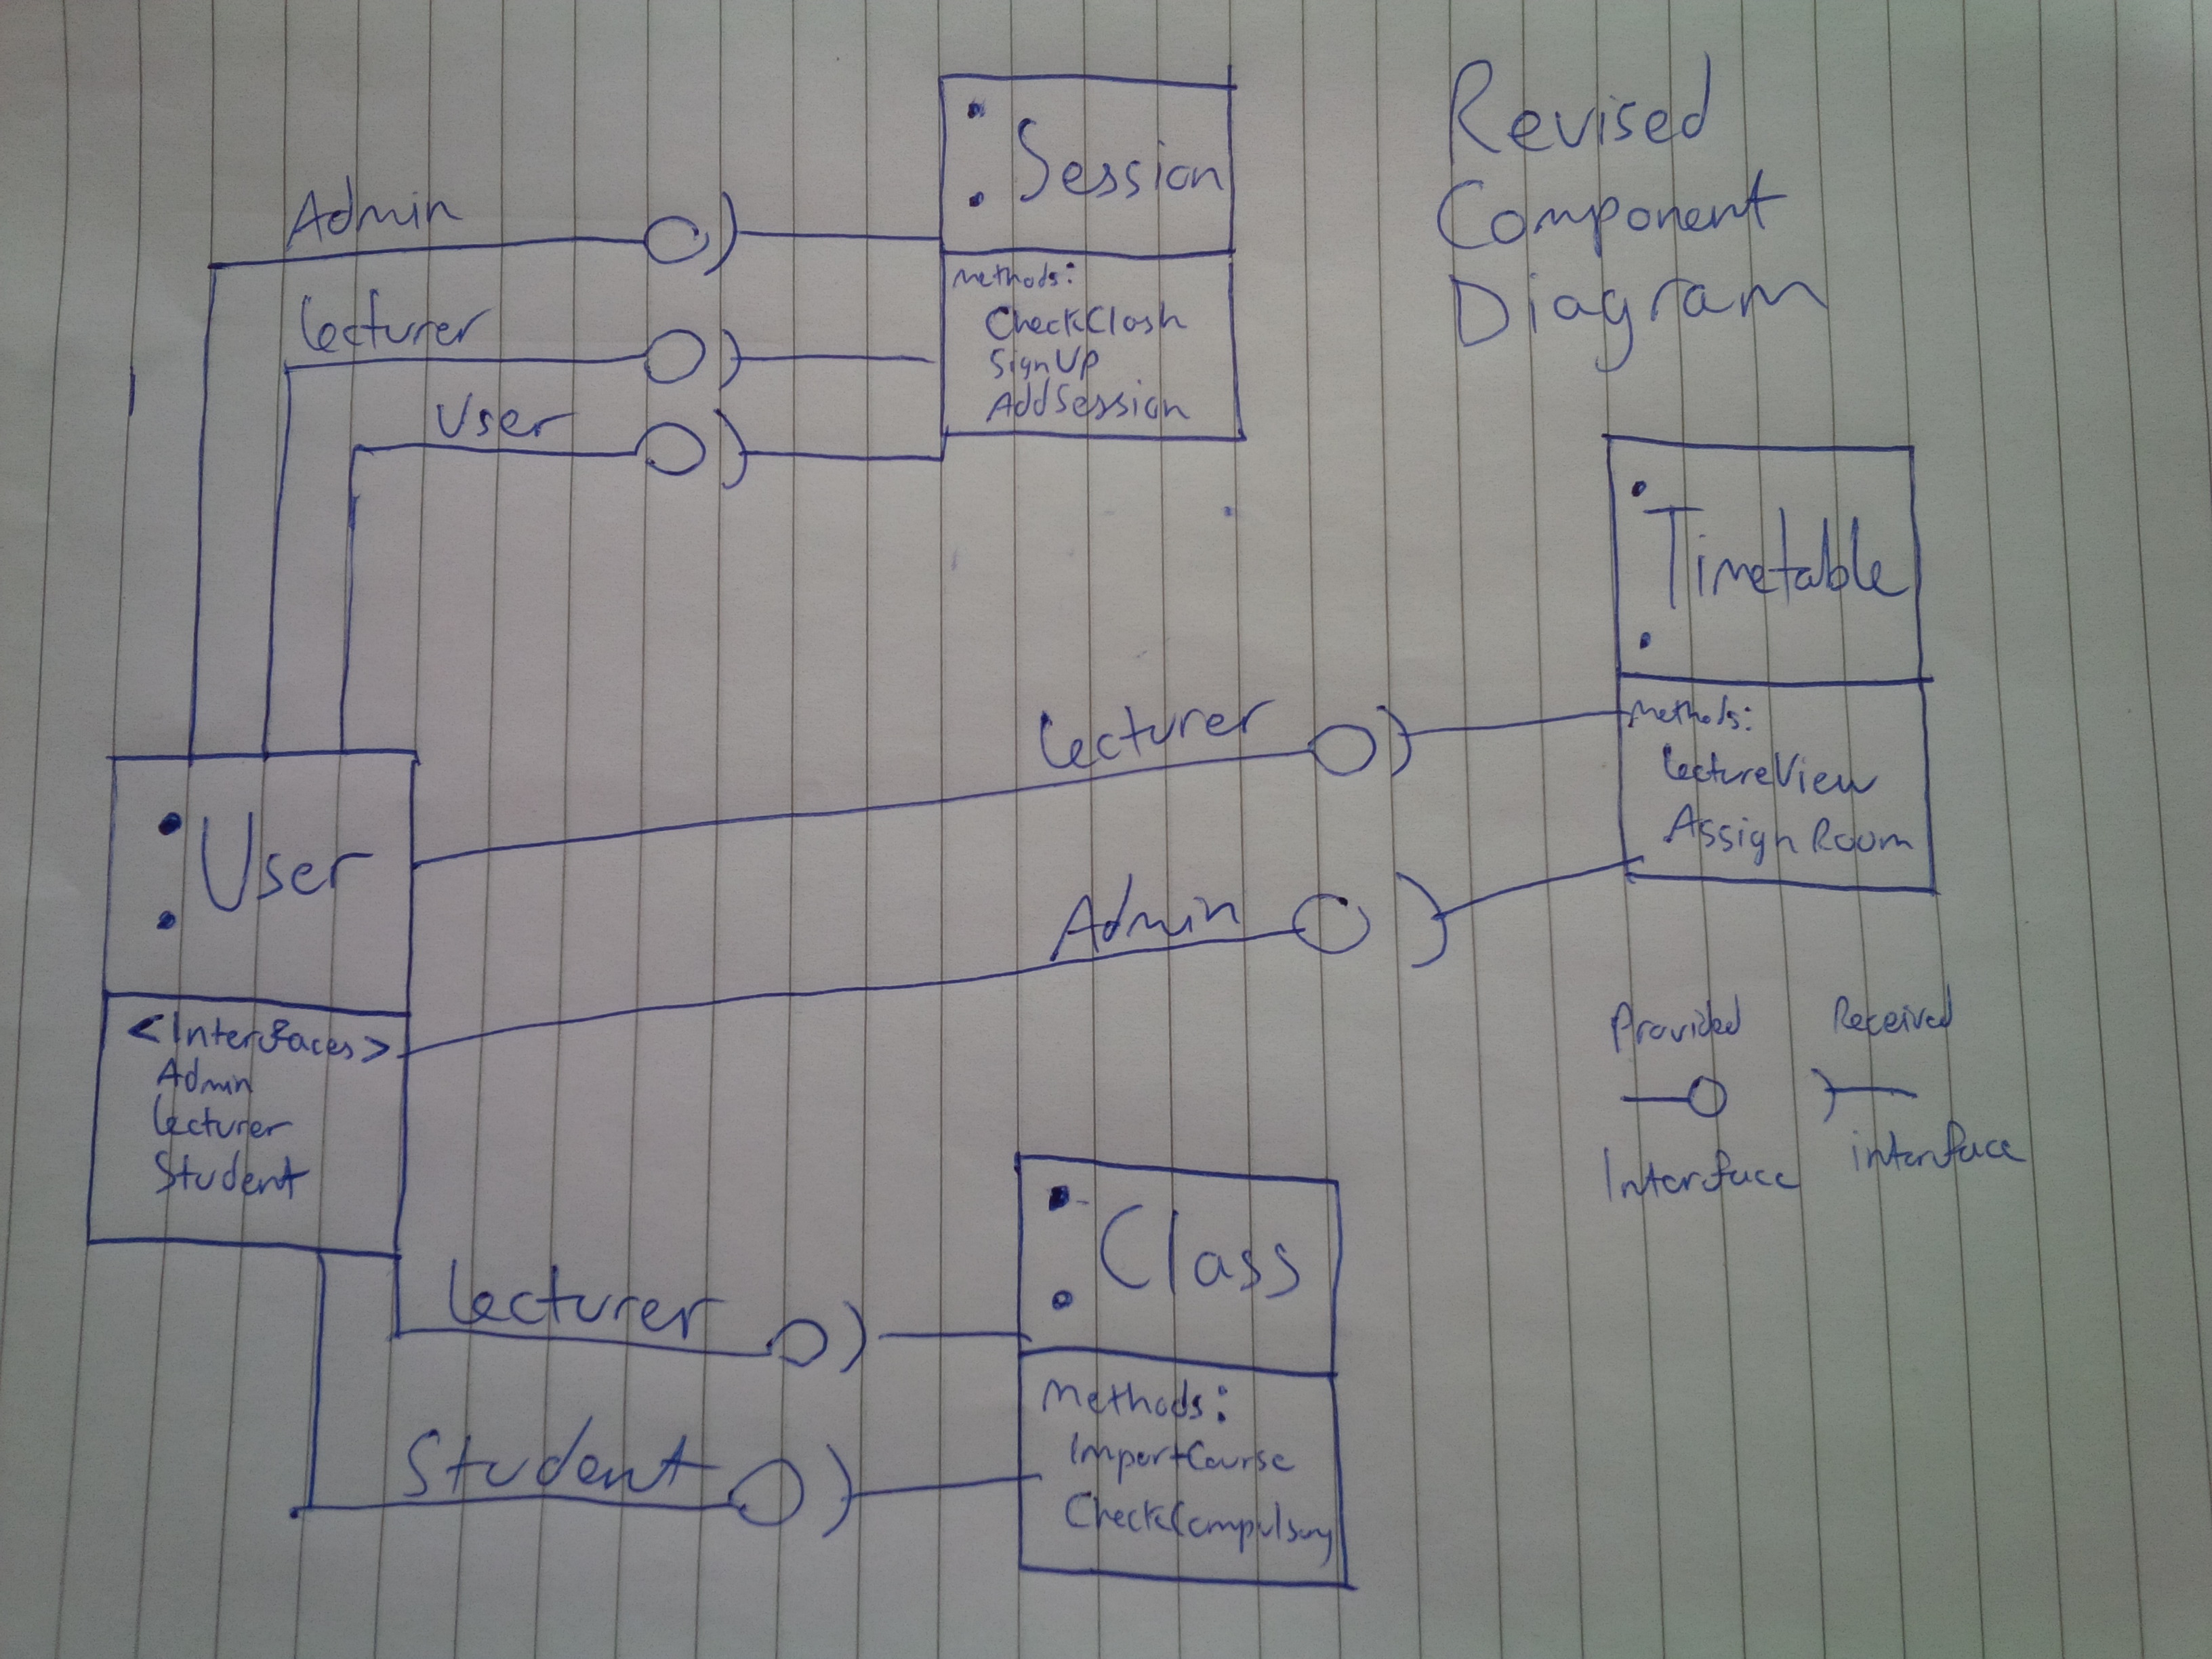 Revised
Component
Diagram
Session
Methods:
CheckClash
SignUp
AddSession
Admin
Lecturer
User
Timetable
Methods:
LectureView
AssignRoom
Lecturer
Admin
User
<Interfaces>
Admin
Lecturer
Student
Provided
Interface
Received
interface
Class
Methods:
ImportCourse
CheckCompulsory
Lecturer
Student